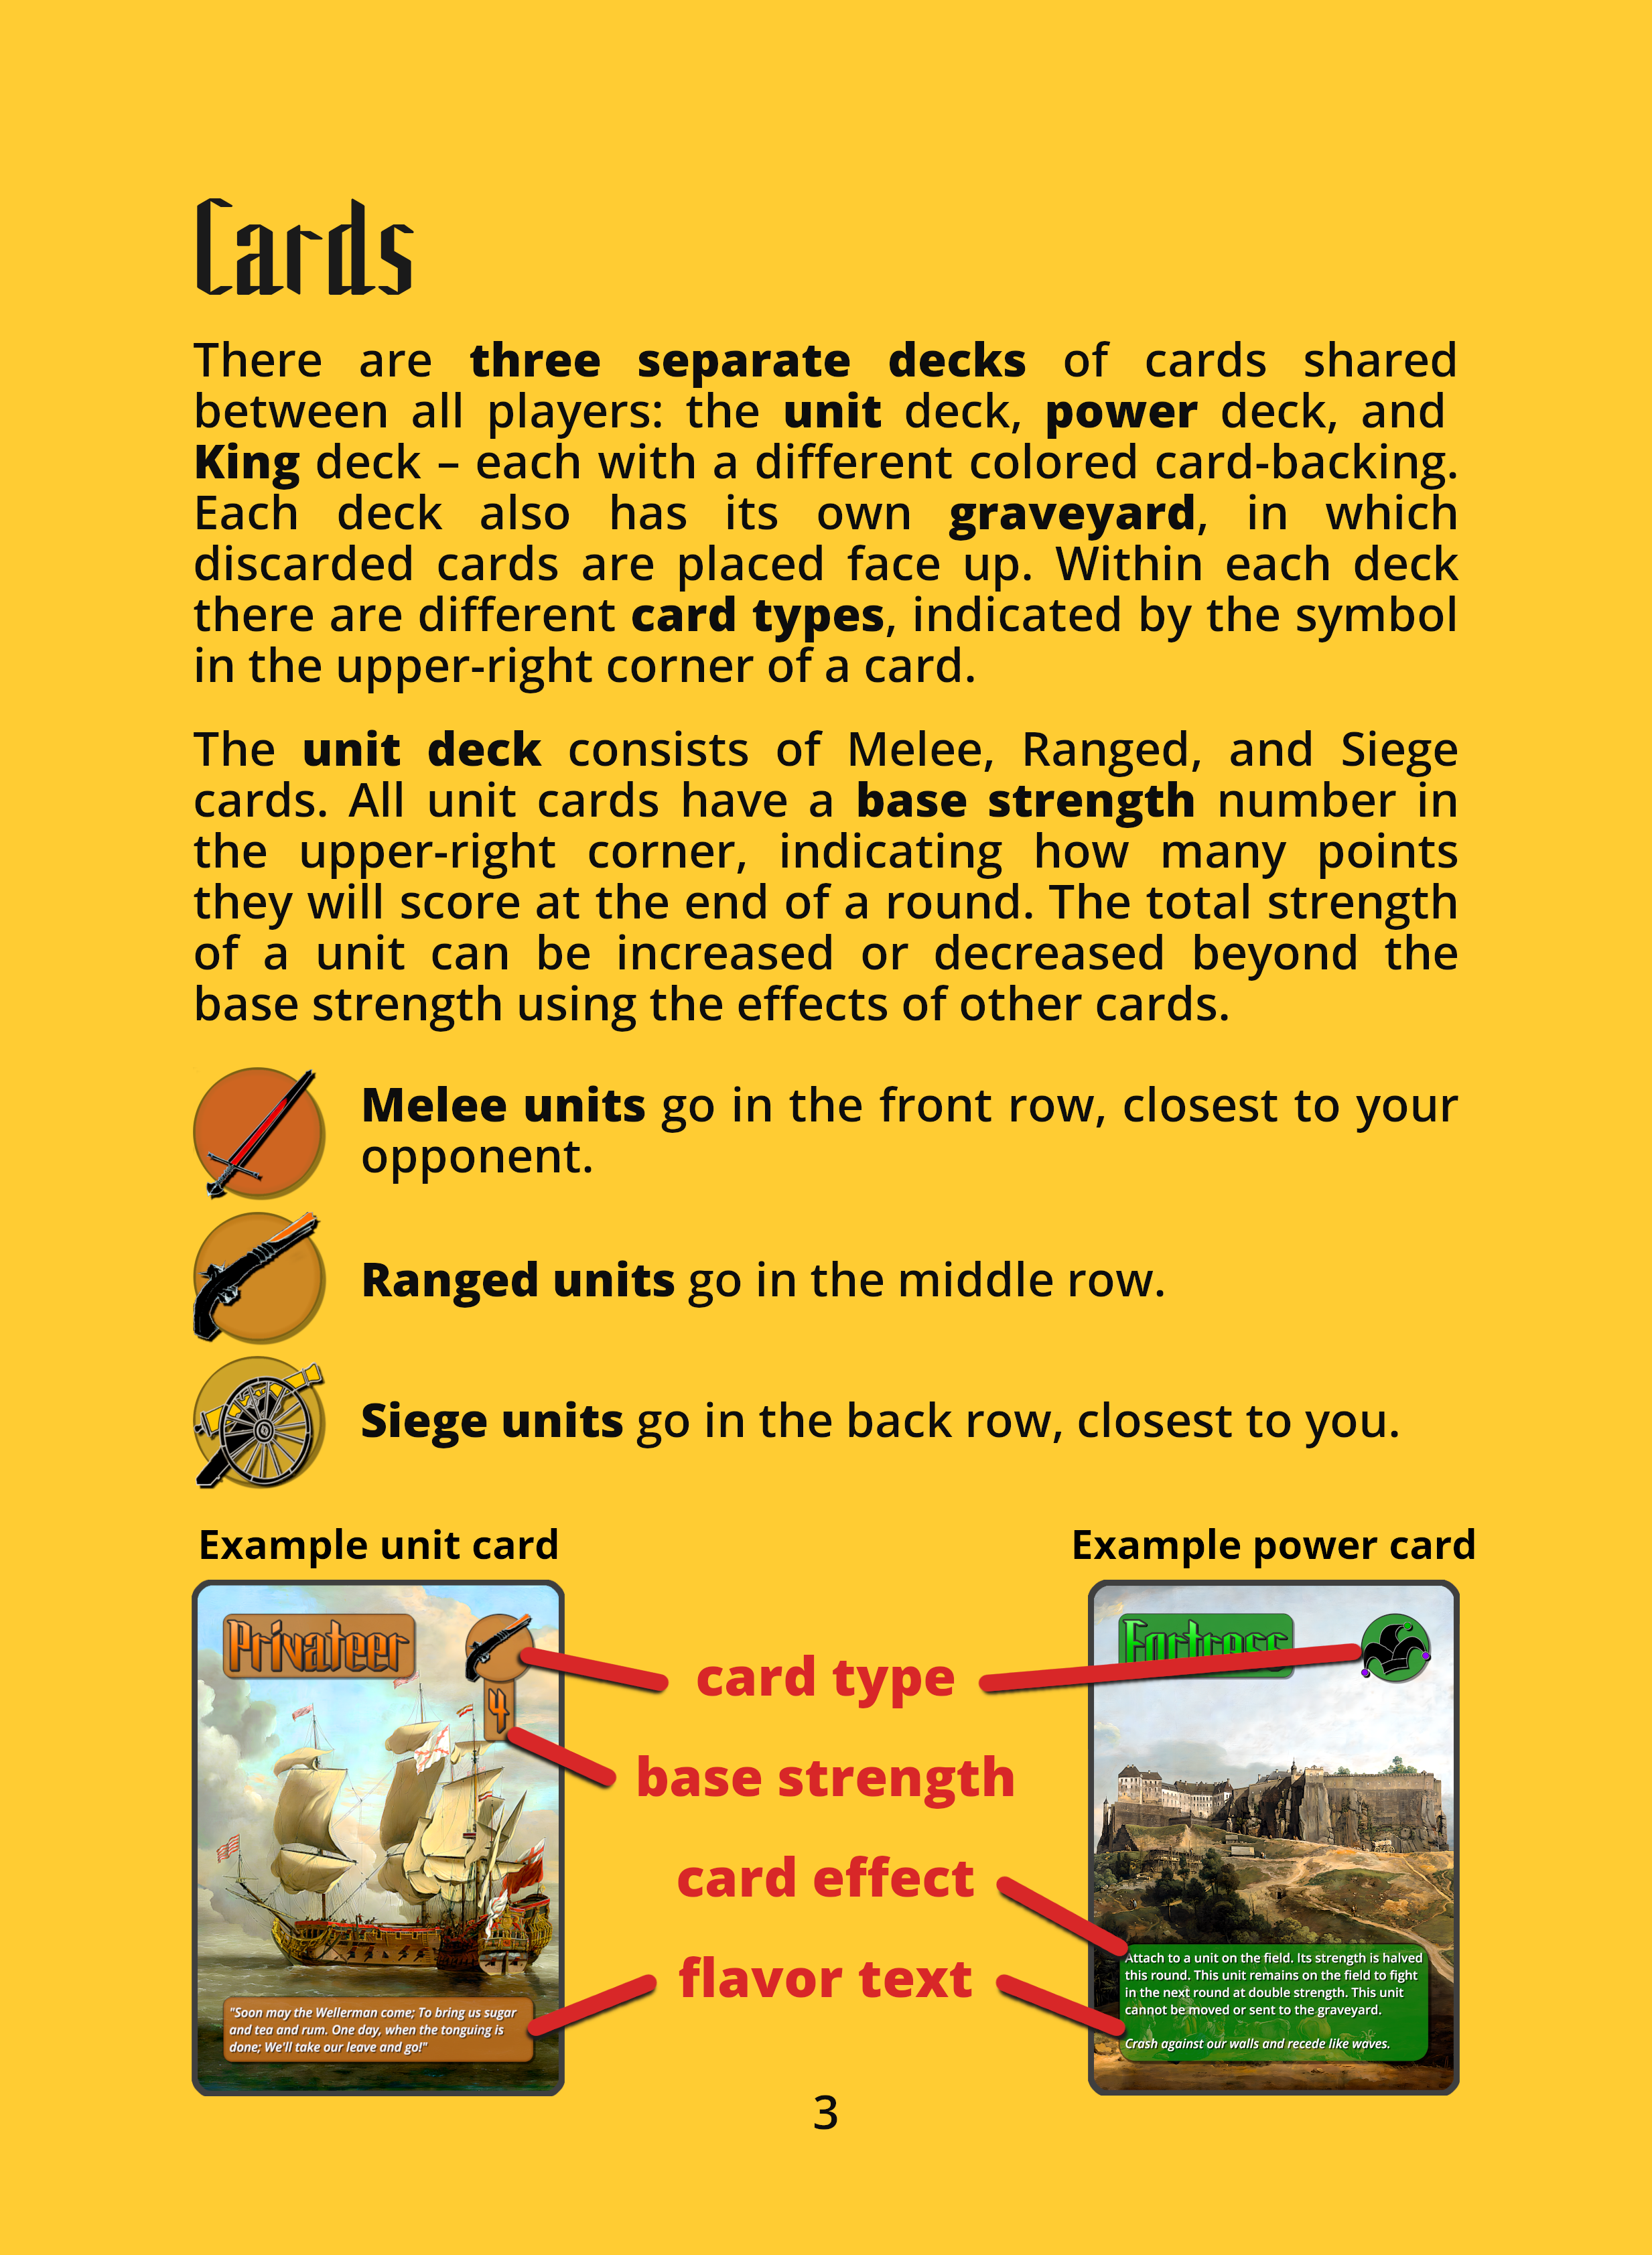 Cards
There are three separate decks of cards shared
between all players: the unit deck, power deck, and
King deck – each with a different colored card-backing.
Each deck also has its own graveyard, in which
discarded cards are placed face up. Within each deck
there are different card types, indicated by the symbol
in the upper-right corner of a card.
The unit deck consists of Melee, Ranged, and Siege
cards. All unit cards have a base strength number in
the upper-right corner, indicating how many points
they will score at the end of a round. The total strength
of a unit can be increased or decreased beyond the
base strength using the effects of other cards.
Melee units go in the front row, closest to your
opponent.
Ranged units go in the middle row.
Siege units go in the back row, closest to you.
Example unit card
Example power card
Privateer
4
"Soon may the Wellerman come; To bring us sugar
and tea and rum. One day, when the tonguing is
done; We'll take our leave and go!"
card type
base strength
card effect
flavor text
Fortress
Attach to a unit on the field. Its strength is halved
this round. This unit remains on the field to fight
in the next round at double strength. This unit
cannot be moved or sent to the graveyard.
Crash against our walls and recede like waves.
3